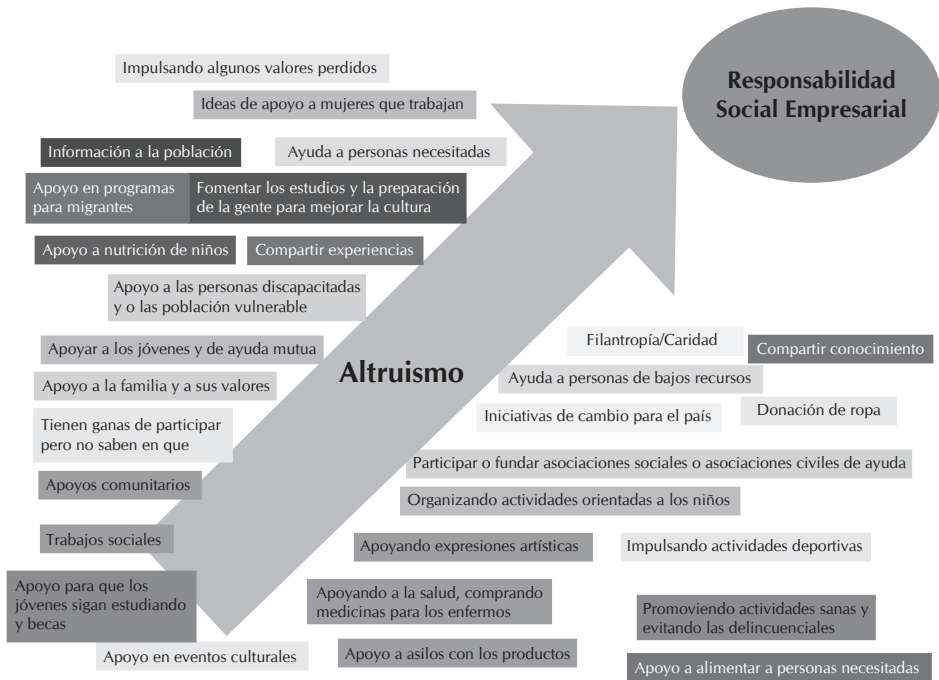 Impulsando algunos valores perdidos
Responsabilidad
Social Empresarial
Ideas de apoyo a mujeres que trabajan
Información a la población
Ayuda a personas necesitadas
Apoyo en programas
para migrantes
Fomentar los estudios y la preparación
de la gente para mejorar la cultura
Apoyo a nutrición de niños
Compartir experiencias
Apoyo a las personas discapacitadas
y o las población vulnerable
Apoyar a los jóvenes y de ayuda mutua
Altruismo
Apoyo a la familia y a sus valores
Tienen ganas de participar
pero no saben en que
Apoyos comunitarios
Trabajos sociales
Apoyo para que los
jóvenes sigan estudiando
y becas
Apoyo en eventos culturales
Filantropía/Caridad
Compartir conocimiento
Ayuda a personas de bajos recursos
Iniciativas de cambio para el país
Donación de ropa
Participar o fundar asociaciones sociales o asociaciones civiles de ayuda
Organizando actividades orientadas a los niños
Apoyando expresiones artísticas
Impulsando actividades deportivas
Apoyando a la salud, comprando
medicinas para los enfermos
Promoviendo actividades sanas y
evitando las delincuenciales
Apoyo a asilos con los productos
Apoyo a alimentar a personas necesitadas